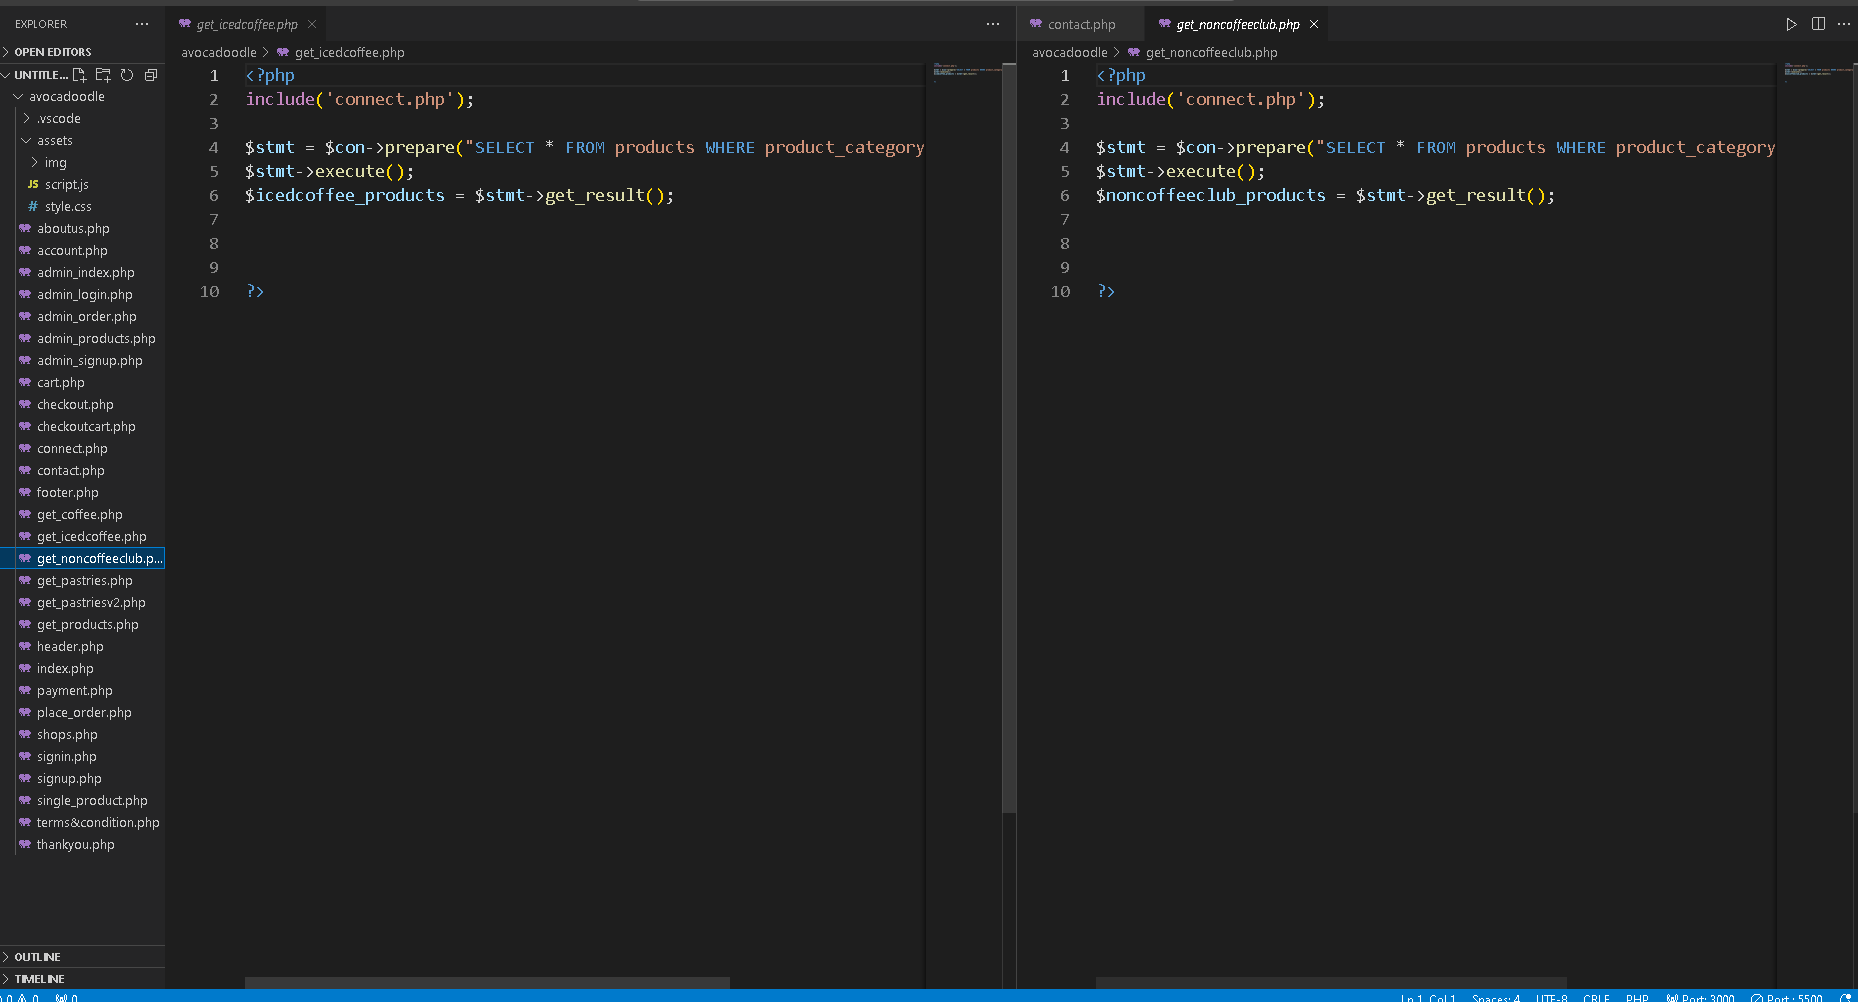 EXPLORER
OPEN EDITORS
UNTITLE...
avocadoodle
.vscode
assets
img
JS script.js
# style.css
aboutus.php
account.php
admin_index.php
admin_login.php
admin_order.php
admin_products.php
admin_signup.php
cart.php
checkout.php
checkoutcart.php
connect.php
contact.php
footer.php
get_coffee.php
get_icedcoffee.php
get_noncoffeeclub.p...
get_pastries.php
get_pastriesv2.php
get_products.php
header.php
index.php
payment.php
place_order.php
shops.php
signin.php
signup.php
single_product.php
terms&condition.php
thankyou.php
OUTLINE
TIMELINE
get_icedcoffee.php
avocadoodle > get_icedcoffee.php
1 <?php
2 include('connect.php');
3
4 $stmt = $con->prepare("SELECT * FROM products WHERE product_category
5 $stmt->execute();
6 $icedcoffee_products = $stmt->get_result();
7
8
9
10 ?>
contact.php get_noncoffeeclub.php
avocadoodle > get_noncoffeeclub.php
1 <?php
2 include('connect.php');
3
4 $stmt = $con->prepare("SELECT * FROM products WHERE product_category
5 $stmt->execute();
6 $noncoffeeclub_products = $stmt->get_result();
7
8
9
10 ?>
0 0 0 Ln 1, Col 1 Spaces: 4 UTF-8 CRLF PHP Port: 3000 Port : 5500